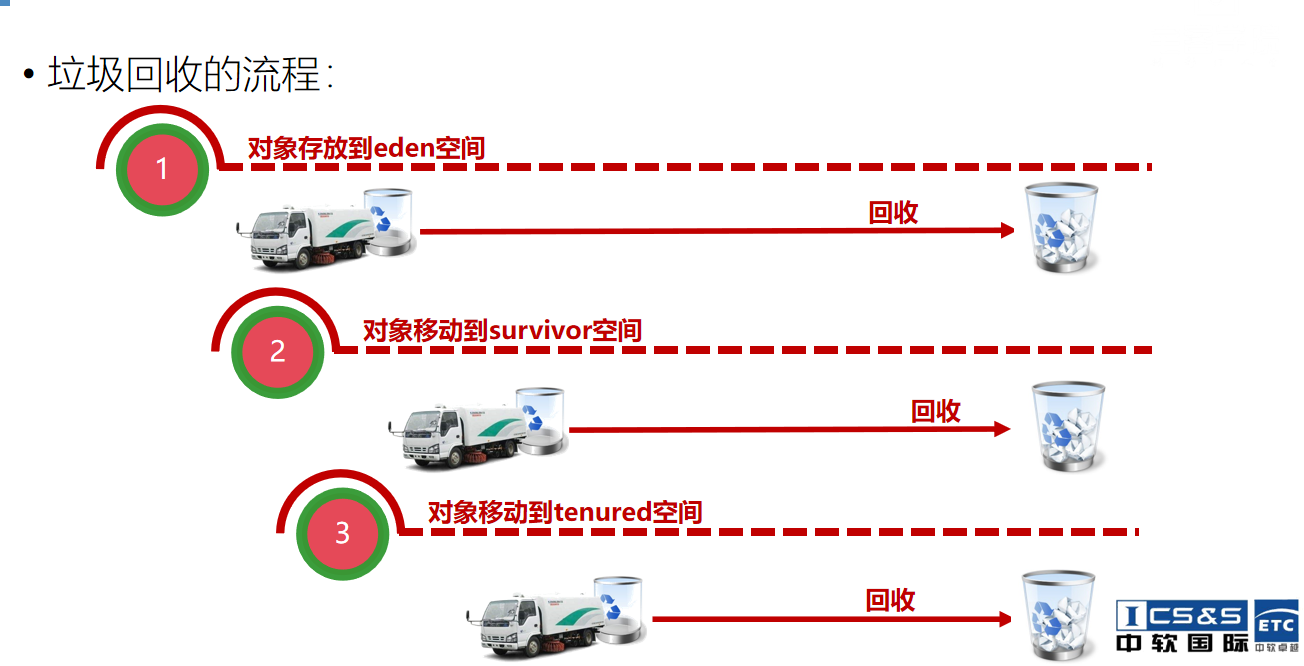 • 垃圾回收的流程：
1
对象存放到eden空间
回收
2
对象移动到survivor空间
回收
3
对象移动到tenured空间
回收
ICS&S
中软国际
ETC
中软卓越